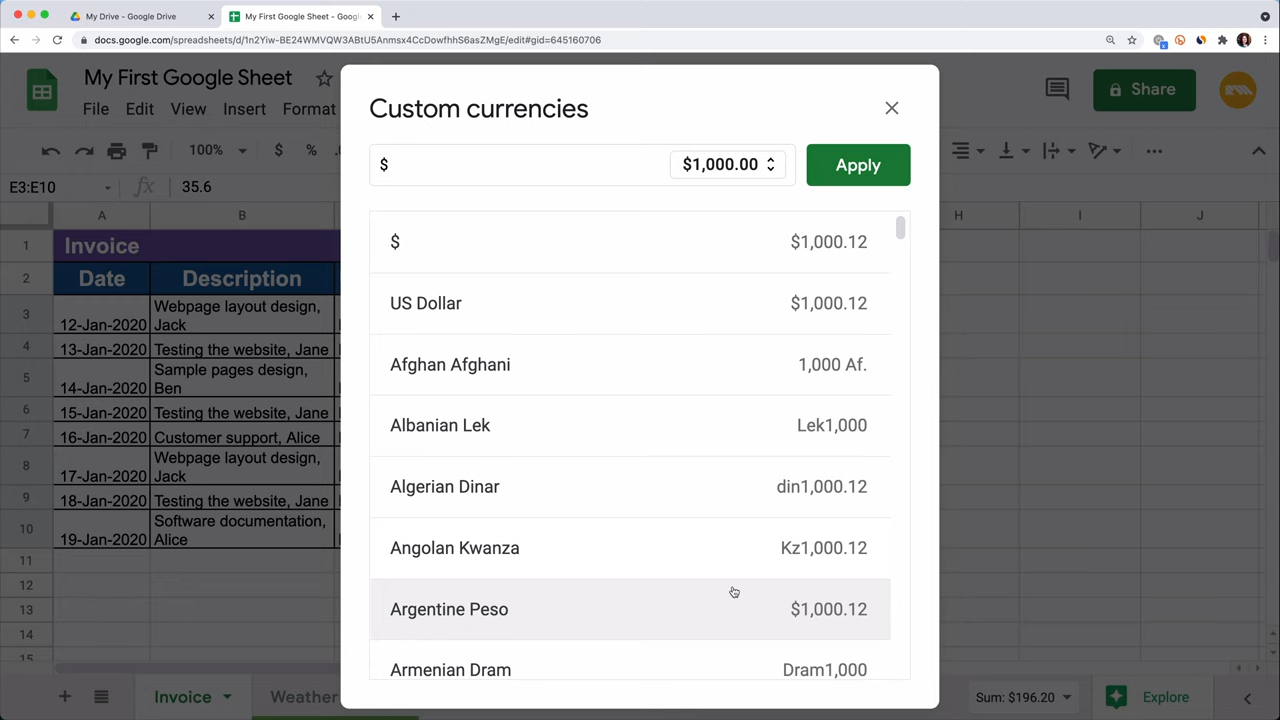 My Drive - Google Drive
My First Google Sheet - Googl
docs.google.com/spreadsheets/d/1n2Yiw-BE24WMVQW3ABtU5Anmsx4CcDowfhhS6asZMgE/edit#gid=645160706
My First Google Sheet
File Edit View Insert Format
Share
100% $ % .0
E3:E10 fx 35.6
Custom currencies
$ $1,000.00 Apply
$ $1,000.12
US Dollar $1,000.12
Afghan Afghani 1,000 Af.
Albanian Lek Lek1,000
Algerian Dinar din1,000.12
Angolan Kwanza Kz1,000.12
Argentine Peso $1,000.12
Armenian Dram Dram1,000
A B H I J
1 Invoice
2 Date Description
3 12-Jan-2020 Webpage layout design, Jack
4 13-Jan-2020 Testing the website, Jane
5 14-Jan-2020 Sample pages design, Ben
6 15-Jan-2020 Testing the website, Jane
7 16-Jan-2020 Customer support, Alice
8 17-Jan-2020 Webpage layout design, Jack
9 18-Jan-2020 Testing the website, Jane
10 19-Jan-2020 Software documentation, Alice
11
12
13
14
15
Invoice Weather Sum: $196.20 Explore